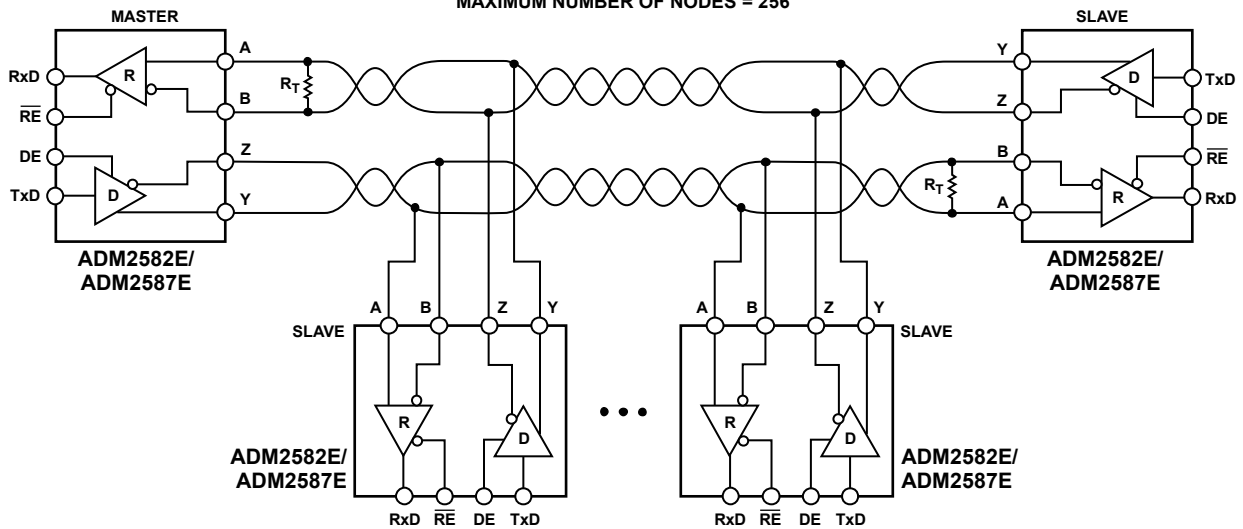 MAXIMUM NUMBER OF NODES = 256
MASTER
SLAVE
A
Y
RxD
R
RT
D
TxD
B
Z
RE
DE
DE
Z
B
RE
TxD
D
RT
R
RxD
Y
A
ADM2582E/
ADM2587E
ADM2582E/
ADM2587E
A
B
Z
Y
A
B
Z
Y
SLAVE
SLAVE
R
D
R
D
ADM2582E/
ADM2587E
ADM2582E/
ADM2587E
RxD
RE
DE
TxD
RxD
RE
DE
TxD